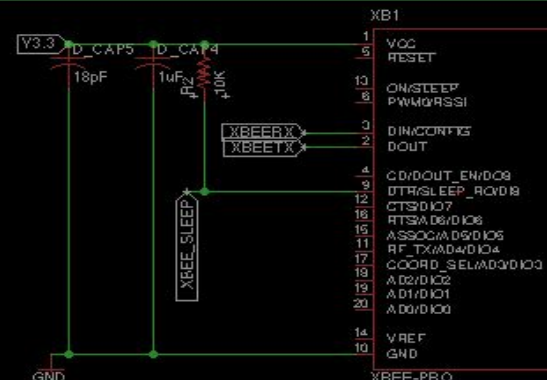 XB1
V3.3
1 VCC
5 RESET
D_CAP5
D_CAP4
18pF
1uF
R2
10K
13 ON/SLEEP
6 PWM0/RSSI
XBEERX
3 DIN/CONFIG
XBEETX
2 DOUT
4 CD/DOUT_EN/DO8
9 DTR/SLEEP_RQ/DI8
12 CTS/DIO7
16 RTS/AD6/DIO6
15 ASSOC/AD5/DIO5
11 RF_TX/AD4/DIO4
17 COORD_SEL/AD3/DIO3
18 AD2/DIO2
19 AD1/DIO1
20 AD0/DIO0
XBEE_SLEEP
14 VREF
10 GND
GND
XBEE-PRO